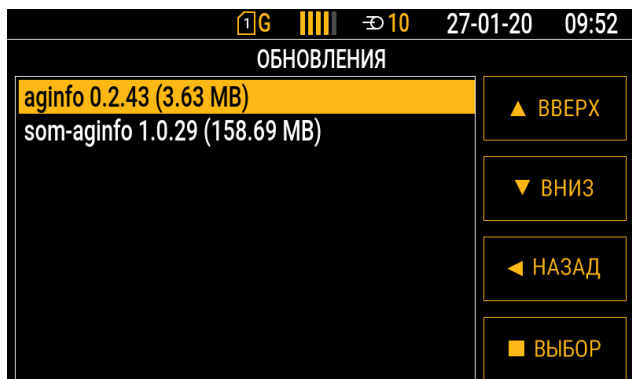 1 G 10 27-01-20 09:52
ОБНОВЛЕНИЯ
aginfo 0.2.43 (3.63 MB)
som-aginfo 1.0.29 (158.69 MB)
▲ ВВЕРХ
▼ ВНИЗ
◀ НАЗАД
■ ВЫБОР